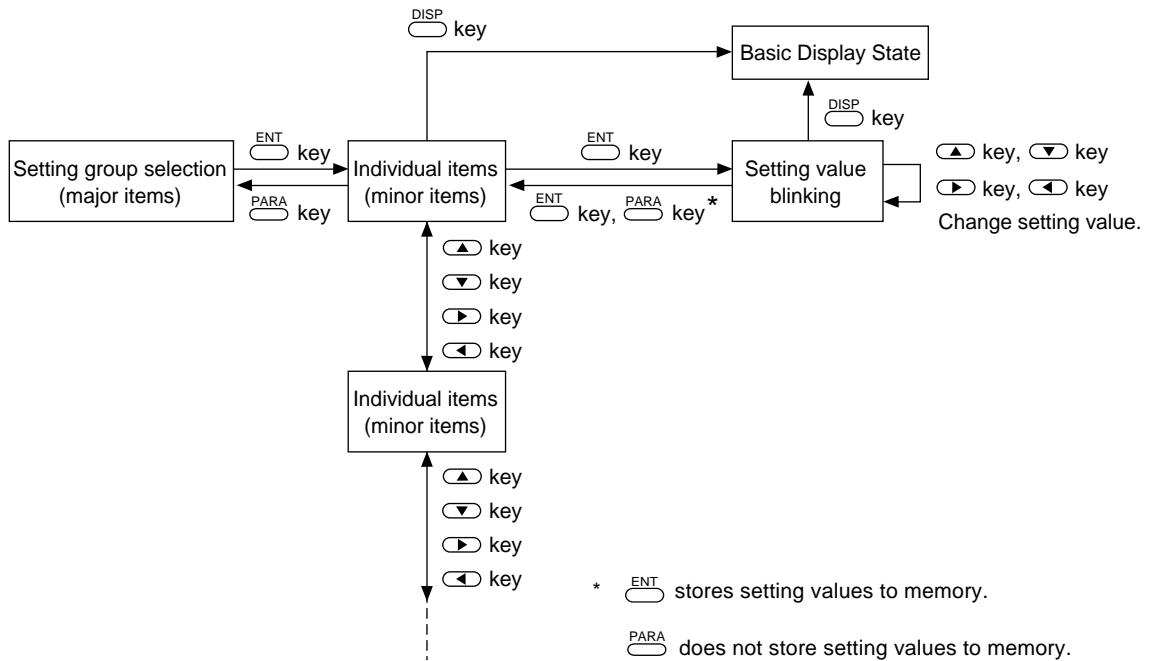 DISP key
Basic Display State
DISP key
Setting group selection
(major items)
ENT key
PARA key
Individual items
(minor items)
ENT key
ENT key, PARA key*
Setting value
blinking
▲ key, ▼ key
▶ key, ◀ key
Change setting value.
▲ key
▼ key
▶ key
◀ key
Individual items
(minor items)
▲ key
▼ key
▶ key
◀ key
* ENT stores setting values to memory.
PARA does not store setting values to memory.